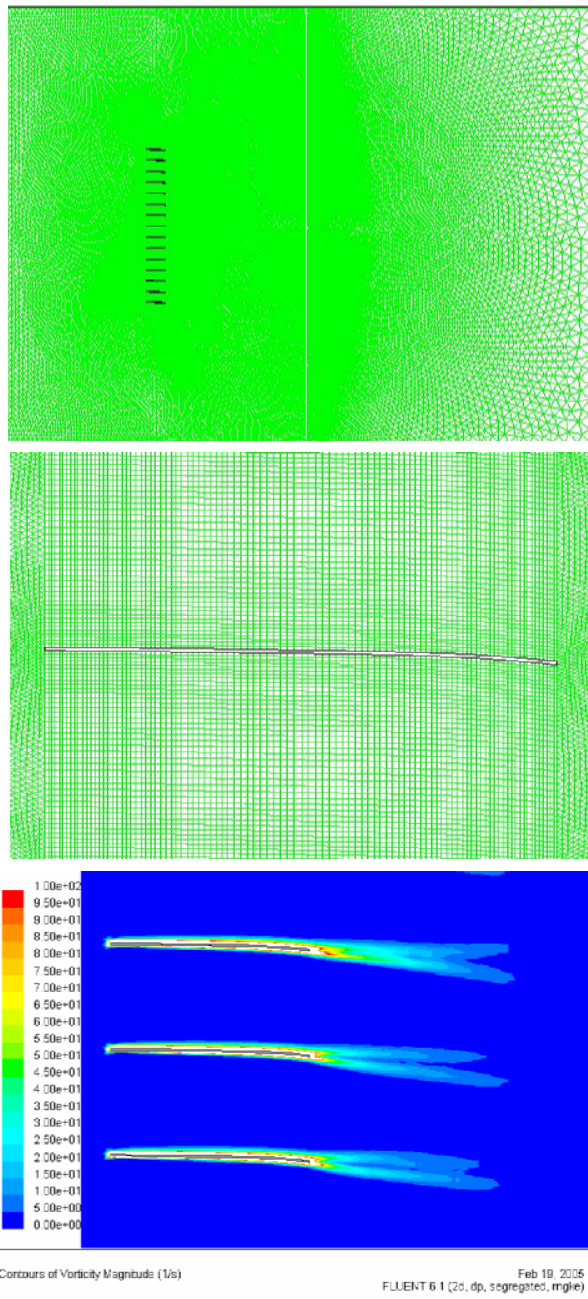 1.00e+02
9.50e+01
9.00e+01
8.50e+01
8.00e+01
7.50e+01
7.00e+01
6.50e+01
6.00e+01
5.50e+01
5.00e+01
4.50e+01
4.00e+01
3.50e+01
3.00e+01
2.50e+01
2.00e+01
1.50e+01
1.00e+01
5.00e+00
0.00e+00
Contours of Vorticity Magnitude (1/s)
Feb 19, 2005
FLUENT 6.1 (2d, dp, segregated, rngke)